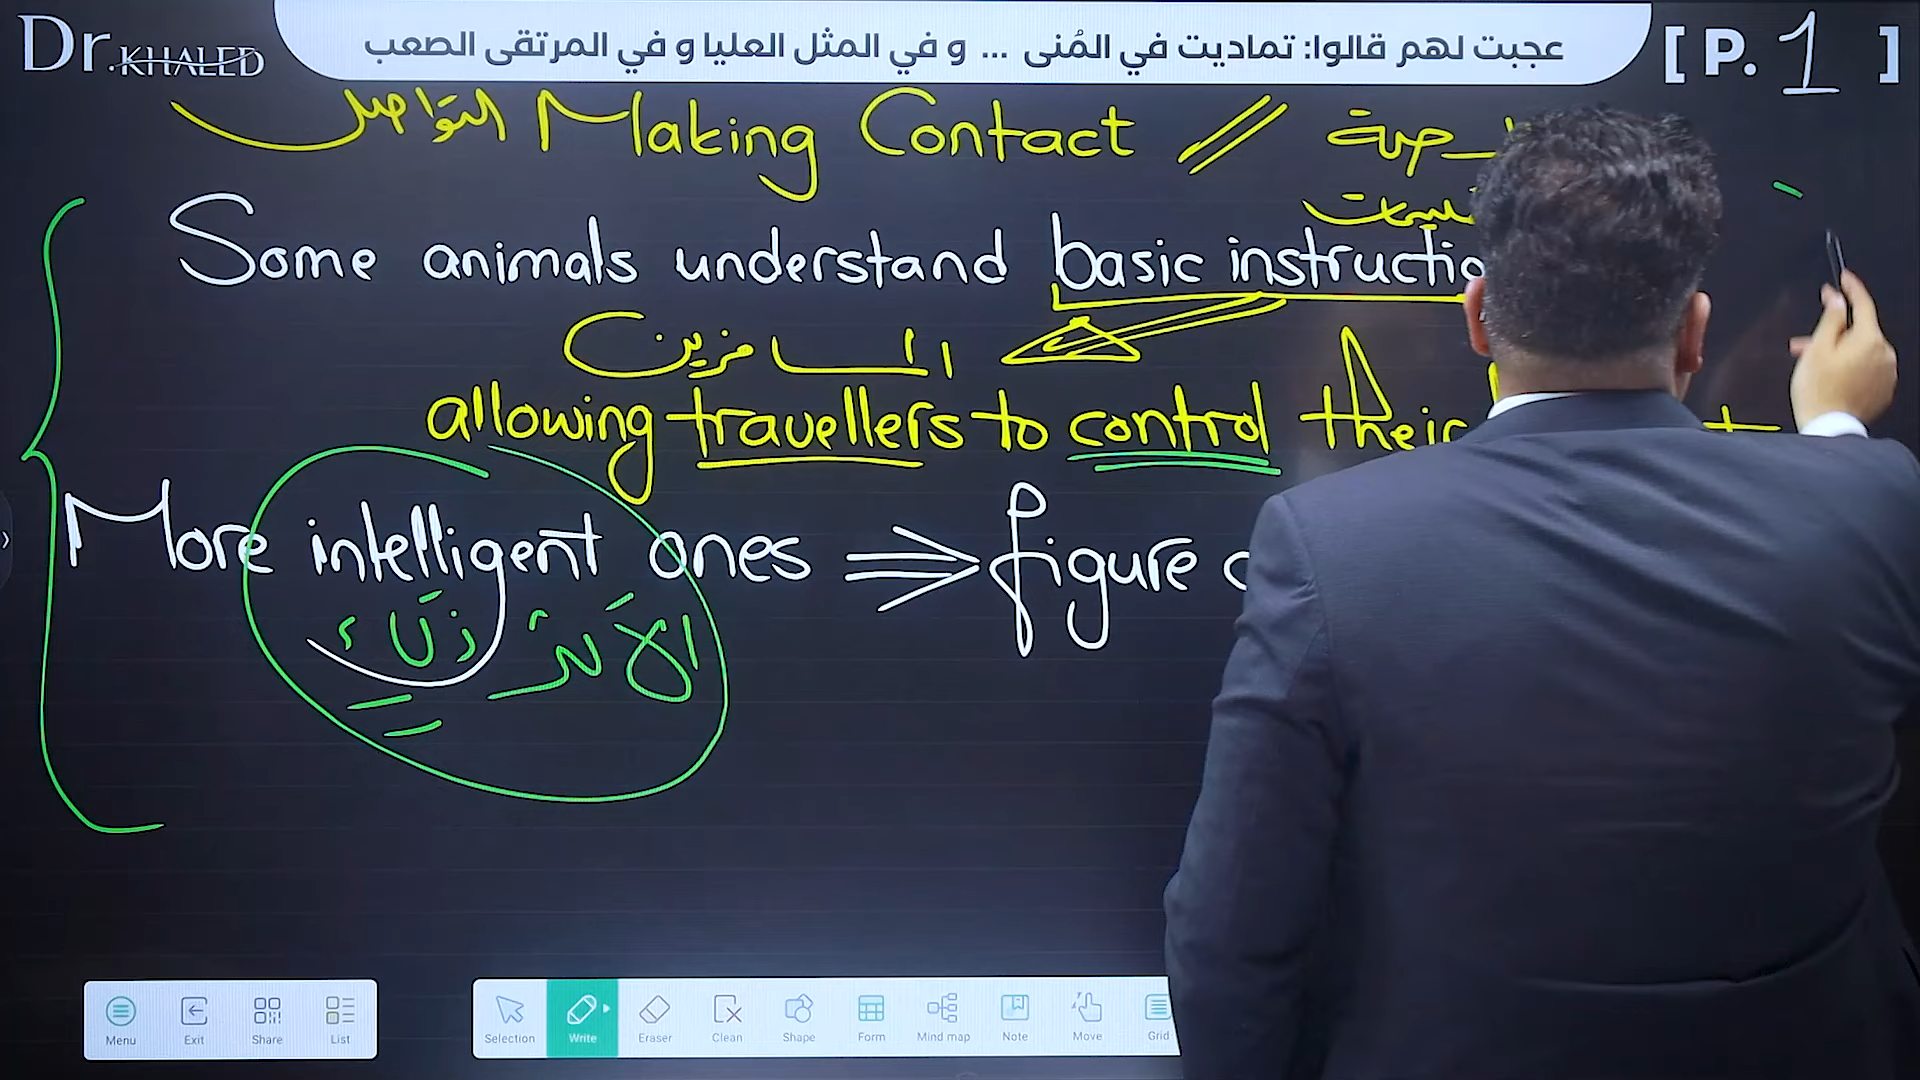 Dr. KHALED
عجبت لهم قالوا: تماديت في المُنى ... و في المثل العليا و في المرتقى الصعب
[ P. 1 ]
التواصل Making Contact //
Some animals understand basic instructio
المسافرين
allowing travellers to control their
More intelligent ones ⇒ figure
الأكثر ذكاء
Menu Exit Share List
Selection Write Eraser Clean Shape Form Mind map Note Move Grid